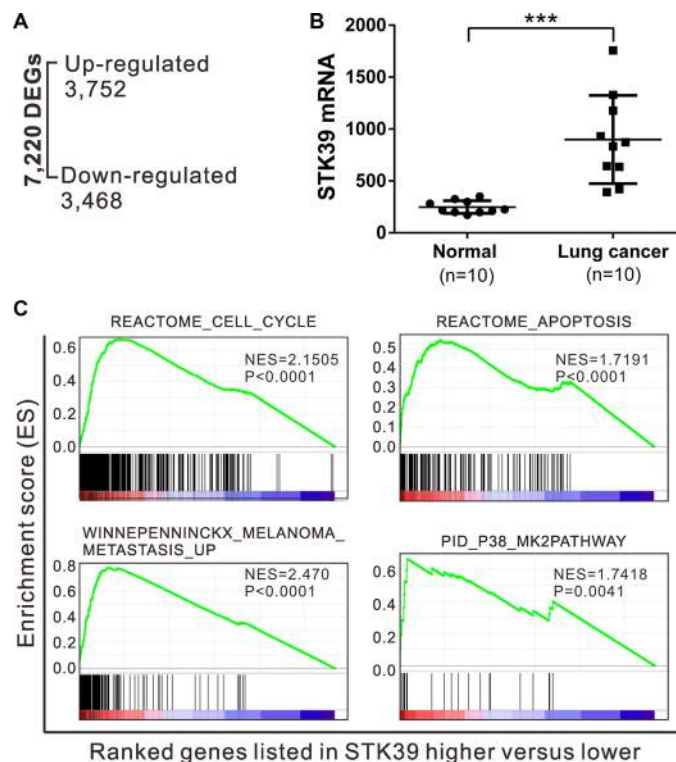 A
7,220 DEGs
Up-regulated
3,752
Down-regulated
3,468
B
***
STK39 mRNA
2000
1500
1000
500
0
Normal
(n=10)
Lung cancer
(n=10)
C
Enrichment score (ES)
REACTOME_CELL_CYCLE
NES=2.1505
P<0.0001
0.6
0.4
0.2
0.0
REACTOME_APOPTOSIS
NES=1.7191
P<0.0001
0.5
0.4
0.3
0.2
0.1
0.0
WINNEPENNINCKX_MELANOMA_
METASTASIS_UP
NES=2.470
P<0.0001
0.8
0.6
0.4
0.2
0.0
PID_P38_MK2PATHWAY
NES=1.7418
P=0.0041
0.6
0.4
0.2
0.0
Ranked genes listed in STK39 higher versus lower